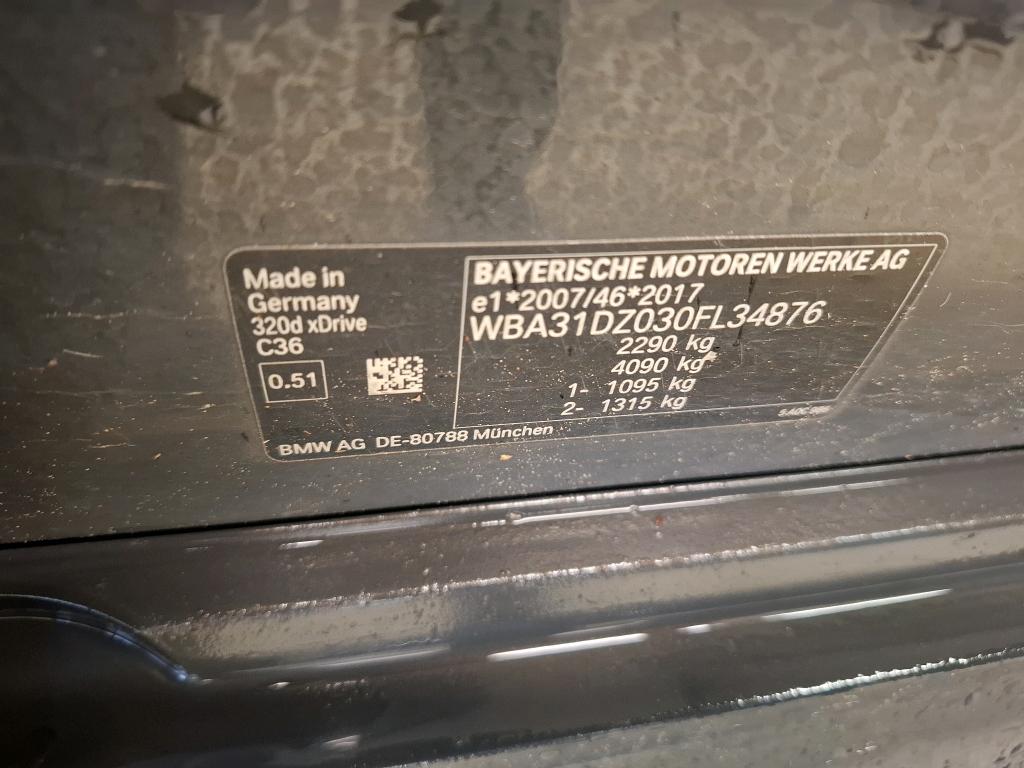 Made in
Germany
320d xDrive
C36
0.51
BAYERISCHE MOTOREN WERKE AG
e1*2007/46*2017
WBA31DZ030FL34876
2290 kg
4090 kg
1- 1095 kg
2- 1315 kg
BMW AG DE-80788 München